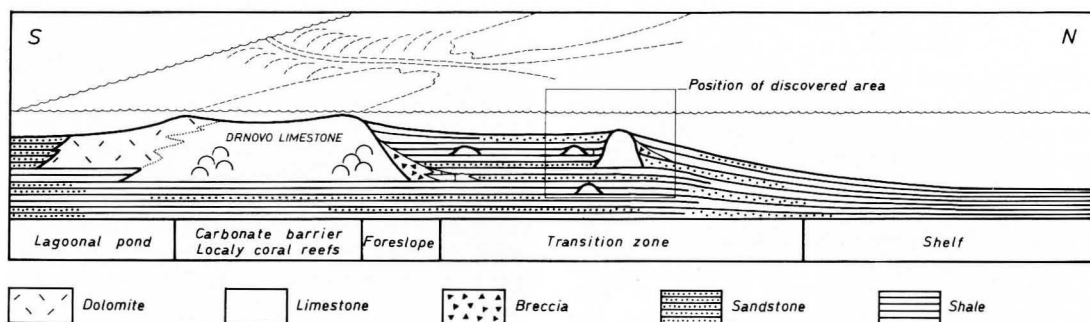 S
N
Position of discovered area
DRNOVO LIMESTONE
Lagoonal pond
Carbonate barrier
Localy coral reefs
Foreslope
Transition zone
Shelf
Dolomite
Limestone
Breccia
Sandstone
Shale